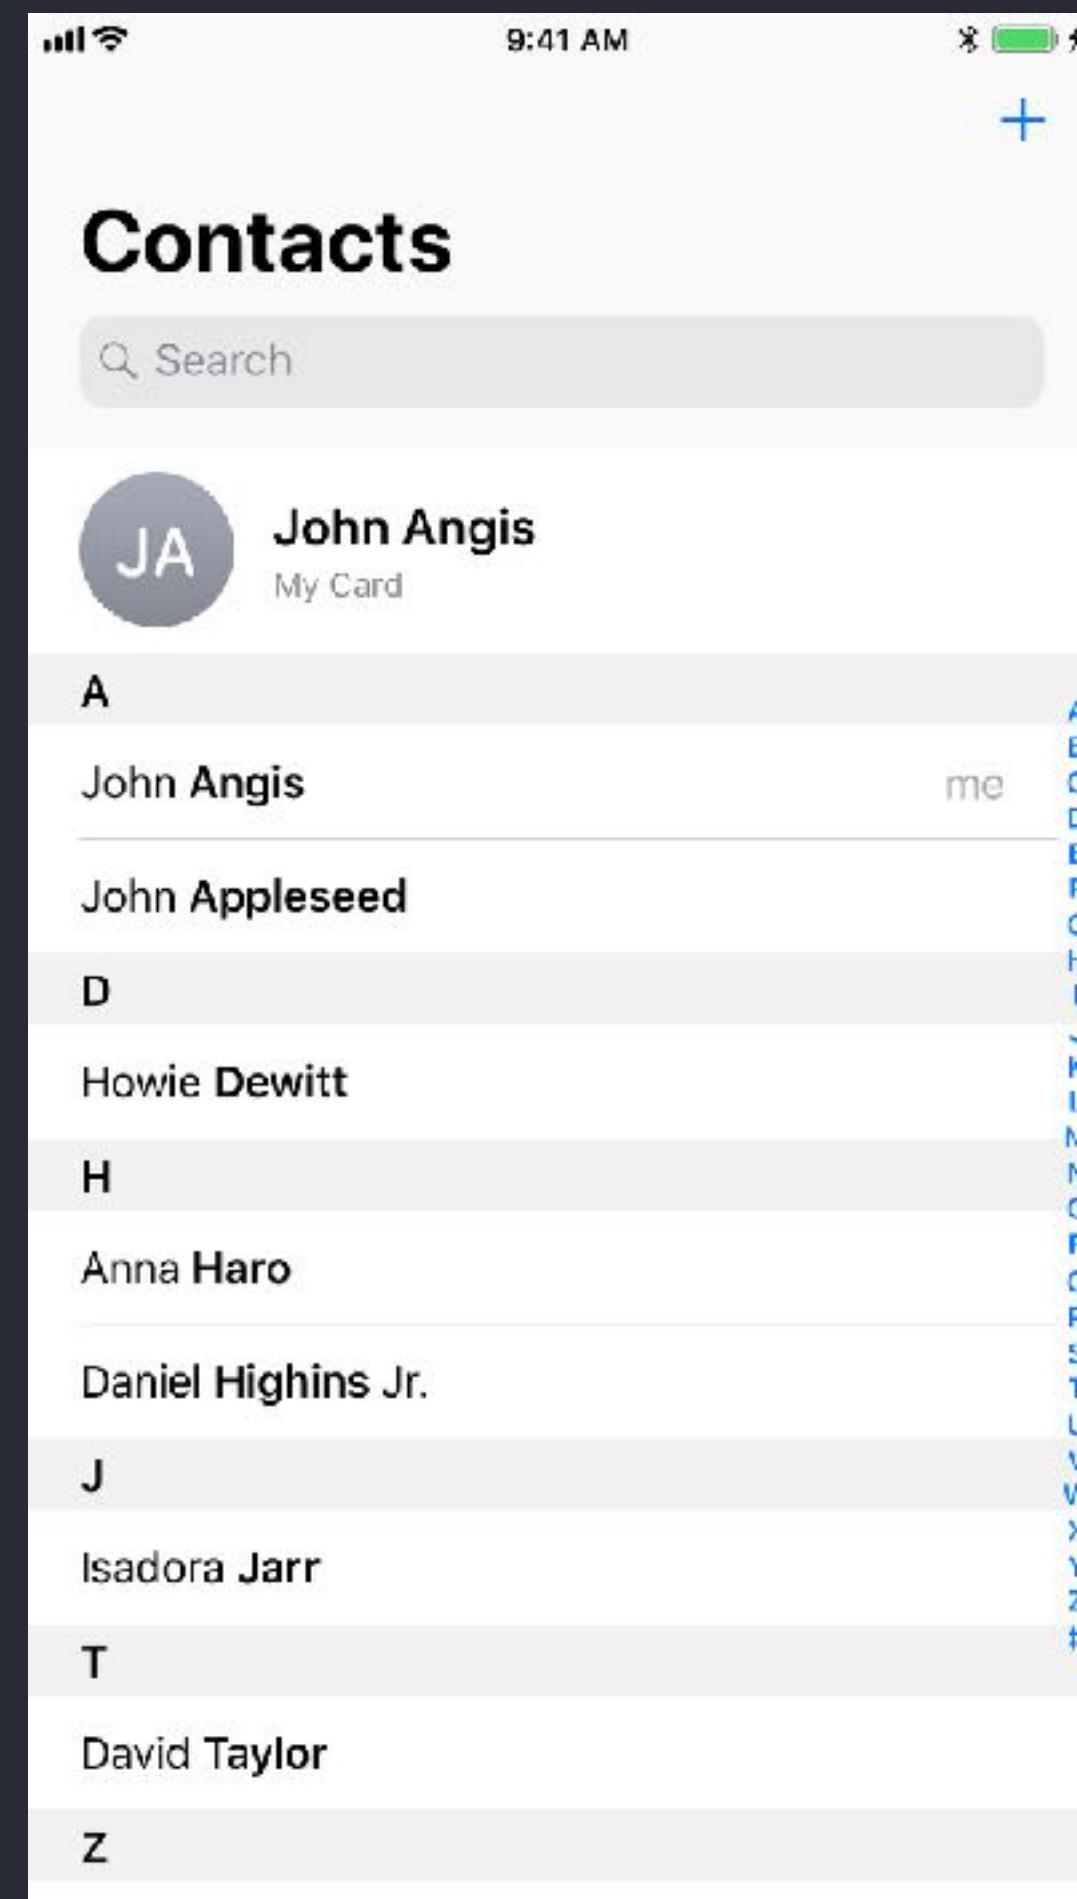 9:41 AM
+
Contacts
Search
JA
John Angis
My Card
A
John Angis me
John Appleseed
D
Howie Dewitt
H
Anna Haro
Daniel Highins Jr.
J
Isadora Jarr
T
David Taylor
Z